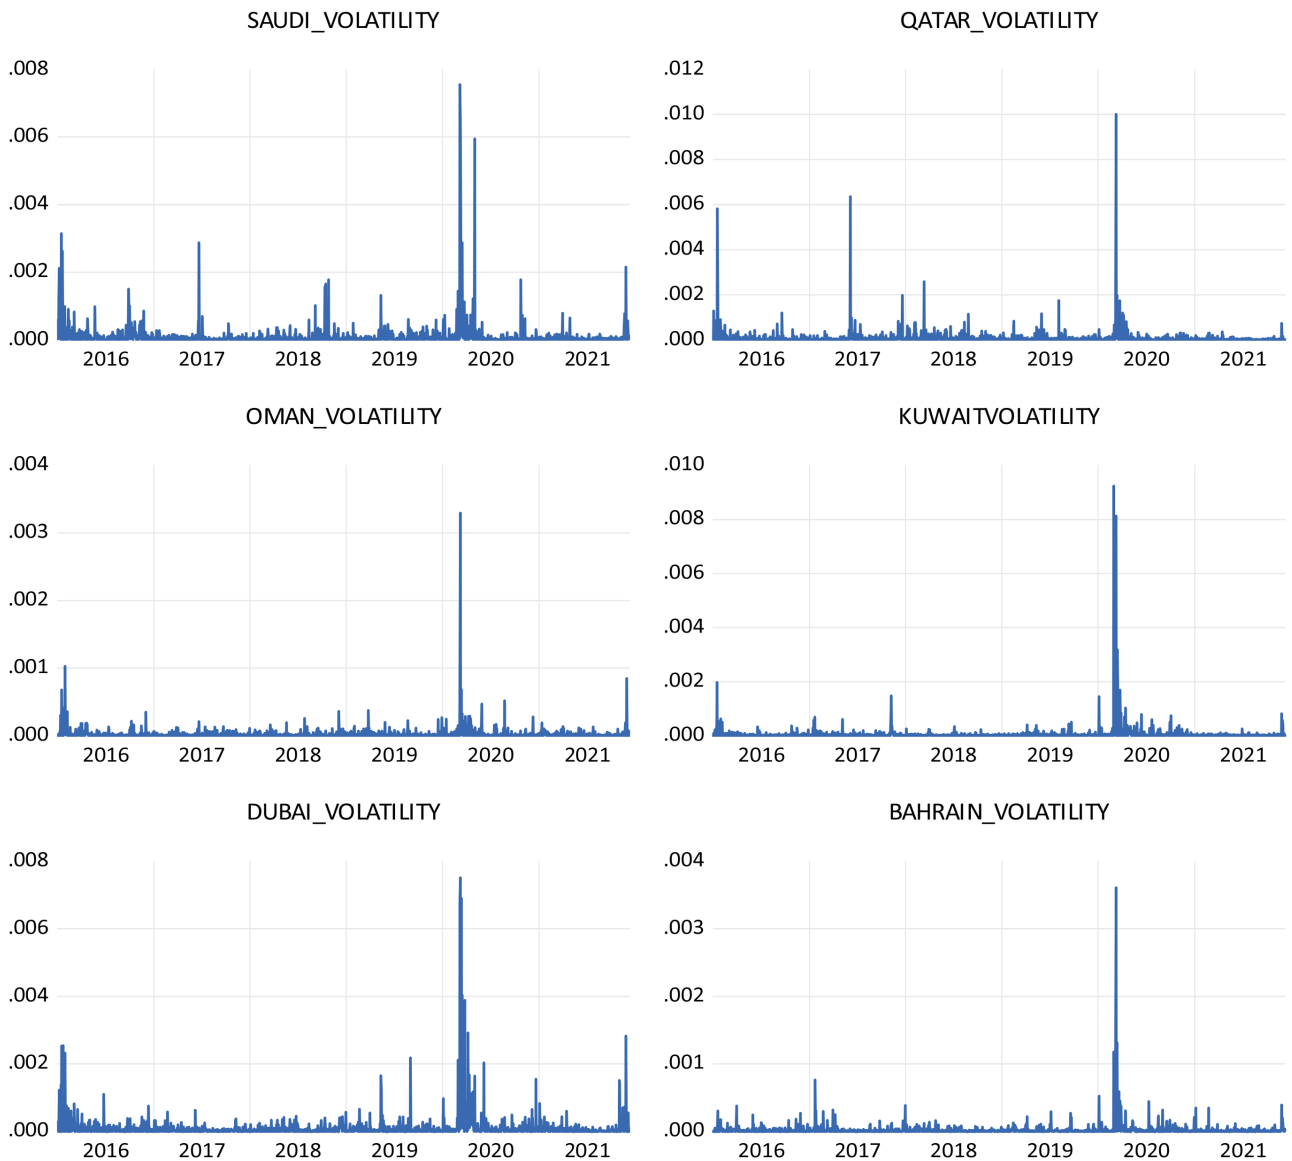 SAUDI_VOLATILITY
.008
.006
.004
.002
.000
2016 2017 2018 2019 2020 2021
QATAR_VOLATILITY
.012
.010
.008
.006
.004
.002
.000
2016 2017 2018 2019 2020 2021
OMAN_VOLATILITY
.004
.003
.002
.001
.000
2016 2017 2018 2019 2020 2021
KUWAITVOLATILITY
.010
.008
.006
.004
.002
.000
2016 2017 2018 2019 2020 2021
DUBAI_VOLATILITY
.008
.006
.004
.002
.000
2016 2017 2018 2019 2020 2021
BAHRAIN_VOLATILITY
.004
.003
.002
.001
.000
2016 2017 2018 2019 2020 2021